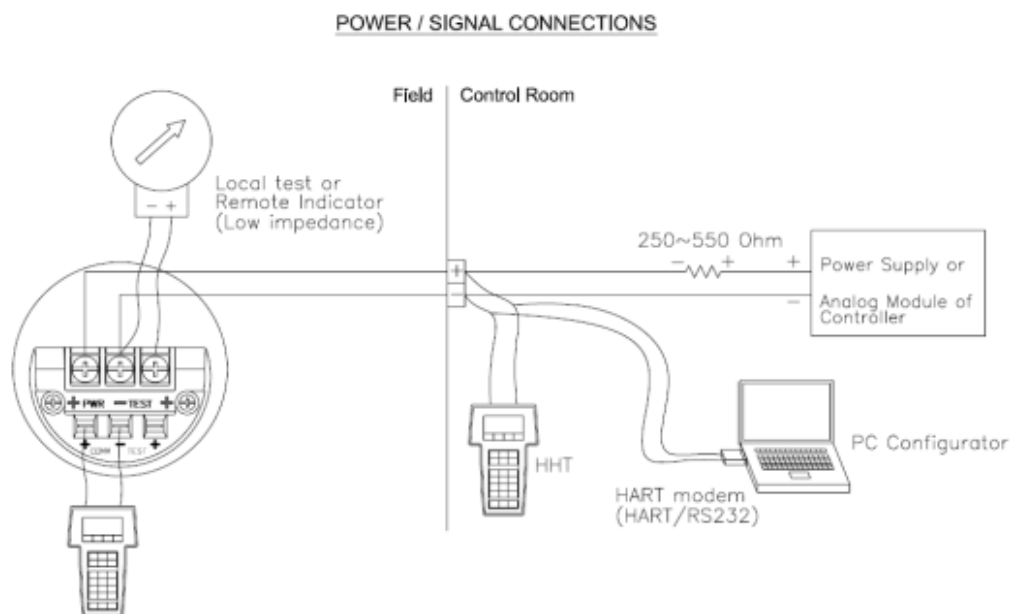 POWER / SIGNAL CONNECTIONS
Field
Control Room
Local test or
Remote Indicator
(Low impedance)
- +
250~550 Ohm
- +
+
-
Power Supply or
Analog Module of
Controller
+
-
+ PWR - TEST +
+ - +
COMM TEST
HHT
HART modem
(HART/RS232)
PC Configurator